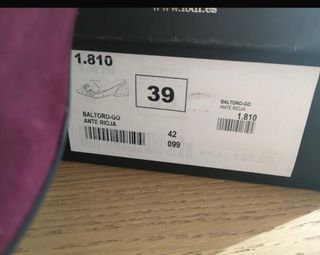 www.lodi.es
1.810
39
BALTORO-GO
ANTE RIOJA
42
099
BALTORO-GO
ANTE RIOJA
1.810